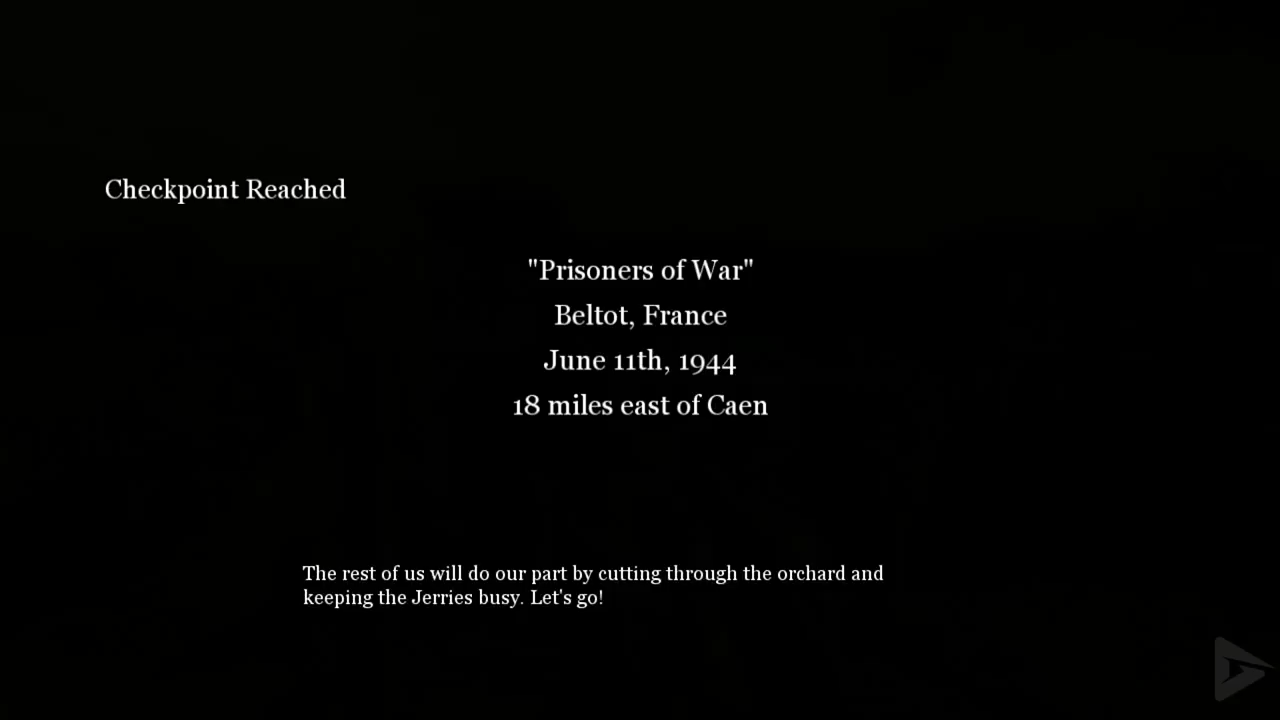 Checkpoint Reached
"Prisoners of War"
Beltot, France
June 11th, 1944
18 miles east of Caen
The rest of us will do our part by cutting through the orchard and
keeping the Jerries busy. Let's go!